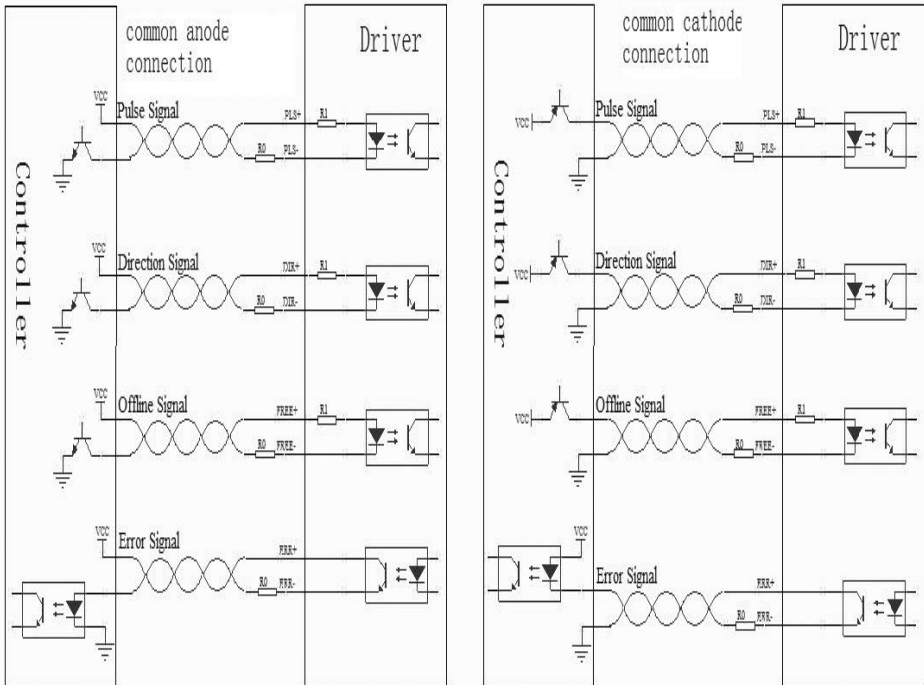 common anode
connection
Driver
Controller
VCC
Pulse Signal
PLS+
R1
R0
PLS-
VCC
Direction Signal
DIR+
R1
R0
DIR-
VCC
Offline Signal
FREE+
R1
R0
FREE-
VCC
Error Signal
ERR+
R0
ERR-
common cathode
connection
Driver
Controller
VCC
Pulse Signal
PLS+
R1
R0
PLS-
VCC
Direction Signal
DIR+
R1
R0
DIR-
VCC
Offline Signal
FREE+
R1
R0
FREE-
VCC
Error Signal
ERR+
R0
ERR-